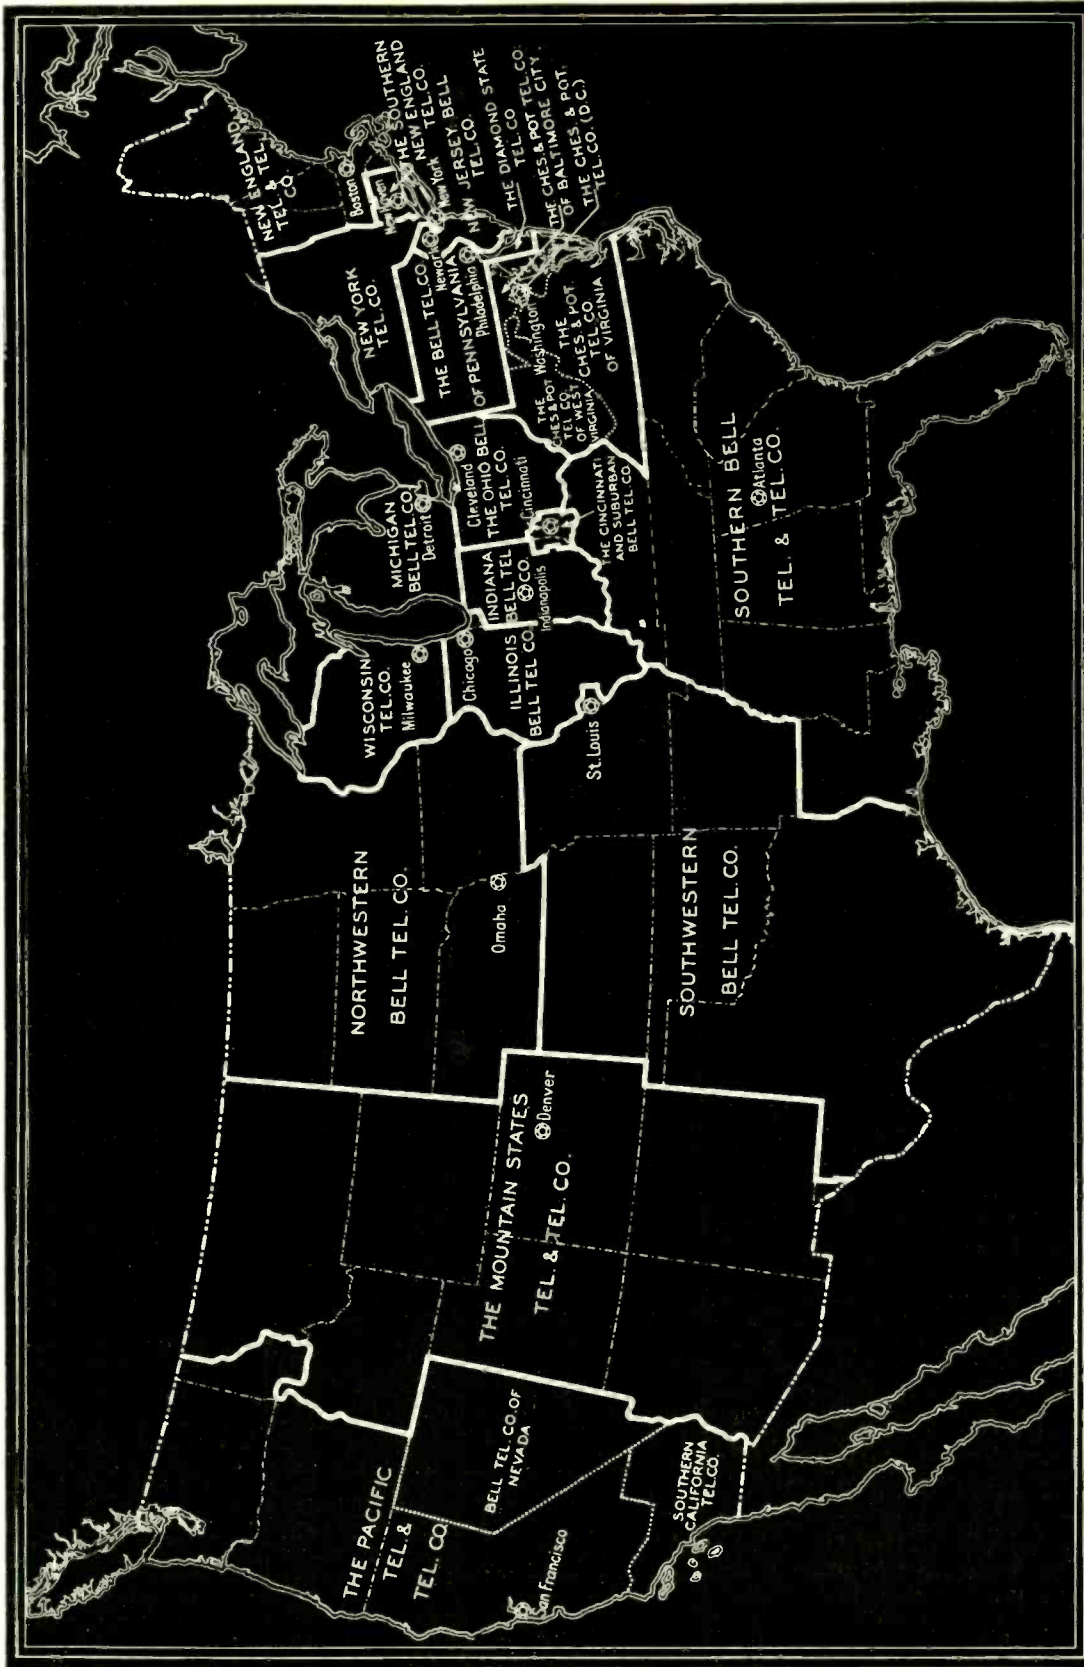 NEW ENGLAND
TEL. & TEL.
CO.
Boston
New Haven
THE SOUTHERN
NEW ENGLAND
TEL. CO.
NEW YORK
TEL. CO.
New York
Newark
NEW JERSEY BELL
TEL. CO.
THE BELL TEL. CO.
OF PENNSYLVANIA
Philadelphia
THE DIAMOND STATE
TEL. CO
THE CHES. & POT. TEL. CO.
OF BALTIMORE CITY
THE CHES. & POT.
TEL. CO. (D.C.)
Washington
THE
CHES. & POT.
TEL. CO.
OF VIRGINIA
THE
CHES & POT
TEL. CO.
OF WEST
VIRGINIA
MICHIGAN
BELL TEL. CO.
Detroit
Cleveland
THE OHIO BELL
TEL. CO.
Cincinnati
THE CINCINNATI
AND SUBURBAN
BELL TEL. CO.
INDIANA
BELL TEL
CO.
Indianapolis
WISCONSIN
TEL. CO.
Milwaukee
Chicago
ILLINOIS
BELL TEL CO.
St. Louis
SOUTHERN BELL
TEL. & TEL. CO.
Atlanta
NORTHWESTERN
BELL TEL. CO.
Omaha
SOUTHWESTERN
BELL TEL. CO.
THE MOUNTAIN STATES
TEL. & TEL. CO.
Denver
THE PACIFIC
TEL. &
TEL. CO.
BELL TEL. CO. OF
NEVADA
San Francisco
SOUTHERN
CALIFORNIA
TEL. CO.